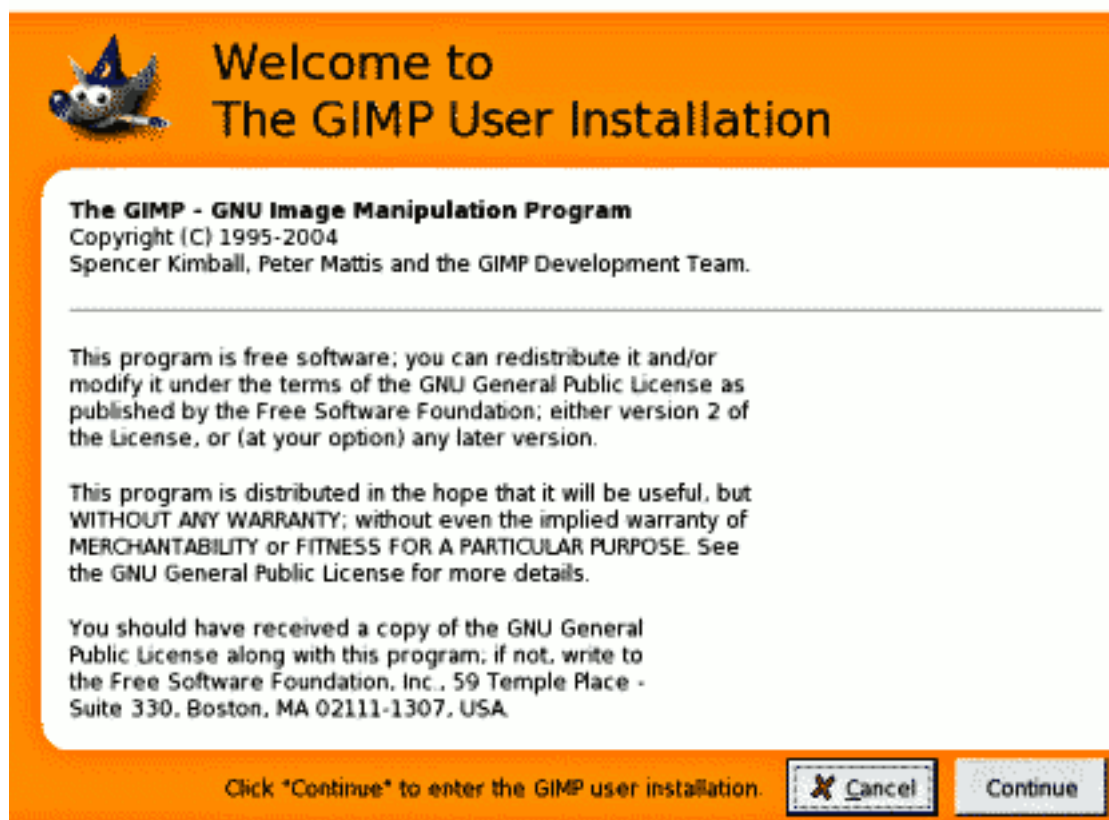 Welcome to
The GIMP User Installation
The GIMP - GNU Image Manipulation Program
Copyright (C) 1995-2004
Spencer Kimball, Peter Mattis and the GIMP Development Team.
This program is free software; you can redistribute it and/or
modify it under the terms of the GNU General Public License as
published by the Free Software Foundation; either version 2 of
the License, or (at your option) any later version.
This program is distributed in the hope that it will be useful, but
WITHOUT ANY WARRANTY; without even the implied warranty of
MERCHANTABILITY or FITNESS FOR A PARTICULAR PURPOSE. See
the GNU General Public License for more details.
You should have received a copy of the GNU General
Public License along with this program; if not, write to
the Free Software Foundation, Inc., 59 Temple Place -
Suite 330, Boston, MA 02111-1307, USA.
Click "Continue" to enter the GIMP user installation.
Cancel
Continue